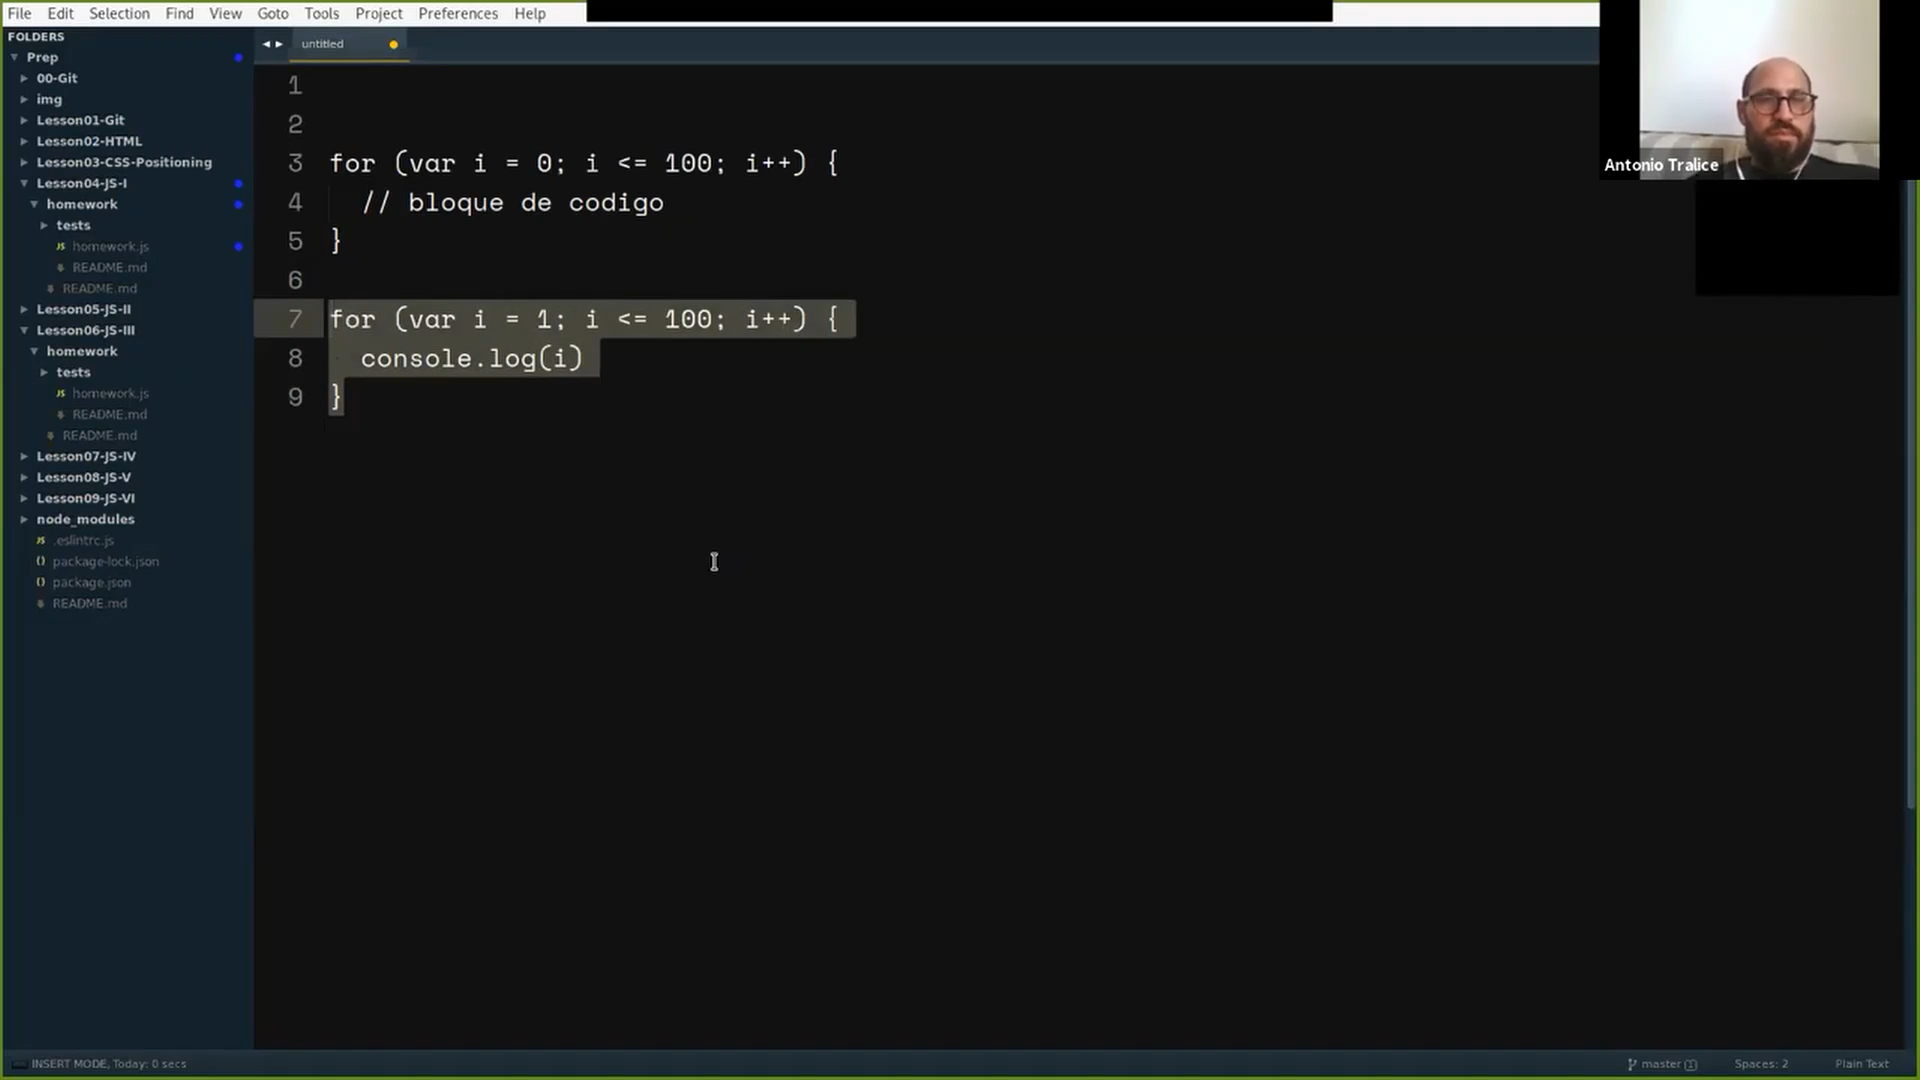 File Edit Selection Find View Goto Tools Project Preferences Help
FOLDERS
Prep
00-Git
img
Lesson01-Git
Lesson02-HTML
Lesson03-CSS-Positioning
Lesson04-JS-I
homework
tests
JS homework.js
README.md
README.md
Lesson05-JS-II
Lesson06-JS-III
homework
tests
JS homework.js
README.md
README.md
Lesson07-JS-IV
Lesson08-JS-V
Lesson09-JS-VI
node_modules
JS .eslintrc.js
() package-lock.json
() package.json
README.md
untitled
1
2
3 for (var i = 0; i <= 100; i++) {
4 // bloque de codigo
5 }
6
7 for (var i = 1; i <= 100; i++) {
8 console.log(i)
9 }
Antonio Tralice
INSERT MODE, Today: 0 secs
master (1)
Spaces: 2
Plain Text